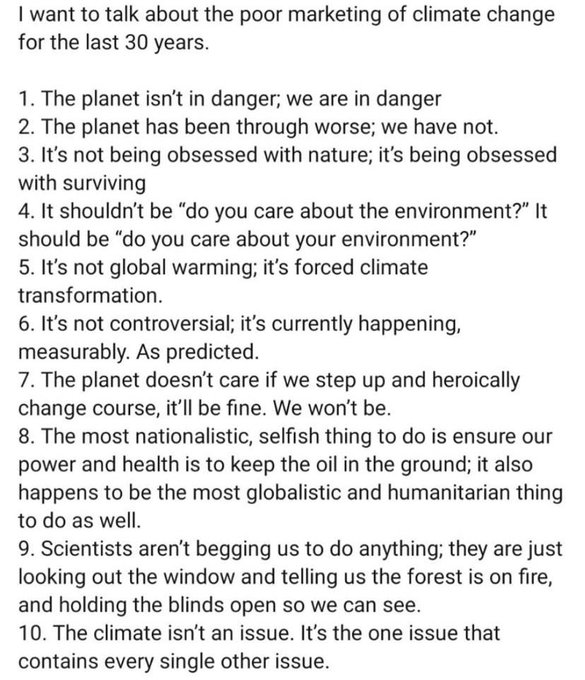 I want to talk about the poor marketing of climate change
for the last 30 years.
1. The planet isn’t in danger; we are in danger
2. The planet has been through worse; we have not.
3. It’s not being obsessed with nature; it’s being obsessed
with surviving
4. It shouldn’t be “do you care about the environment?” It
should be “do you care about your environment?”
5. It’s not global warming; it’s forced climate
transformation.
6. It’s not controversial; it’s currently happening,
measurably. As predicted.
7. The planet doesn’t care if we step up and heroically
change course, it’ll be fine. We won’t be.
8. The most nationalistic, selfish thing to do is ensure our
power and health is to keep the oil in the ground; it also
happens to be the most globalistic and humanitarian thing
to do as well.
9. Scientists aren’t begging us to do anything; they are just
looking out the window and telling us the forest is on fire,
and holding the blinds open so we can see.
10. The climate isn’t an issue. It’s the one issue that
contains every single other issue.